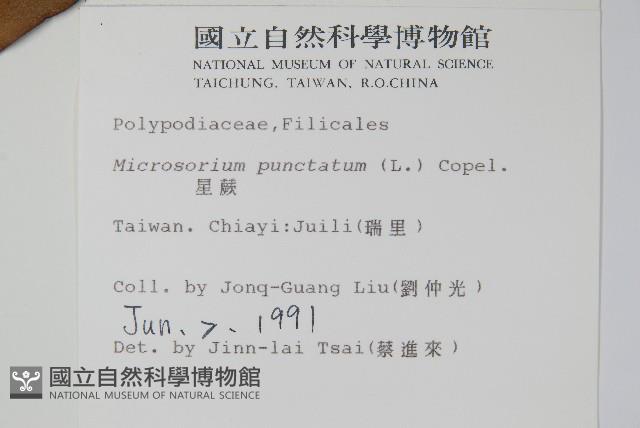 國立自然科學博物館
NATIONAL MUSEUM OF NATURAL SCIENCE
TAICHUNG, TAIWAN, R.O.CHINA
Polypodiaceae,Filicales
Microsorium punctatum (L.) Copel.
星蕨
Taiwan. Chiayi:Juili(瑞里)
Coll. by Jonq-Guang Liu(劉仲光)
Jun. 7. 1991
Det. by Jinn-lai Tsai(蔡進來)
國立自然科學博物館
NATIONAL MUSEUM OF NATURAL SCIENCE